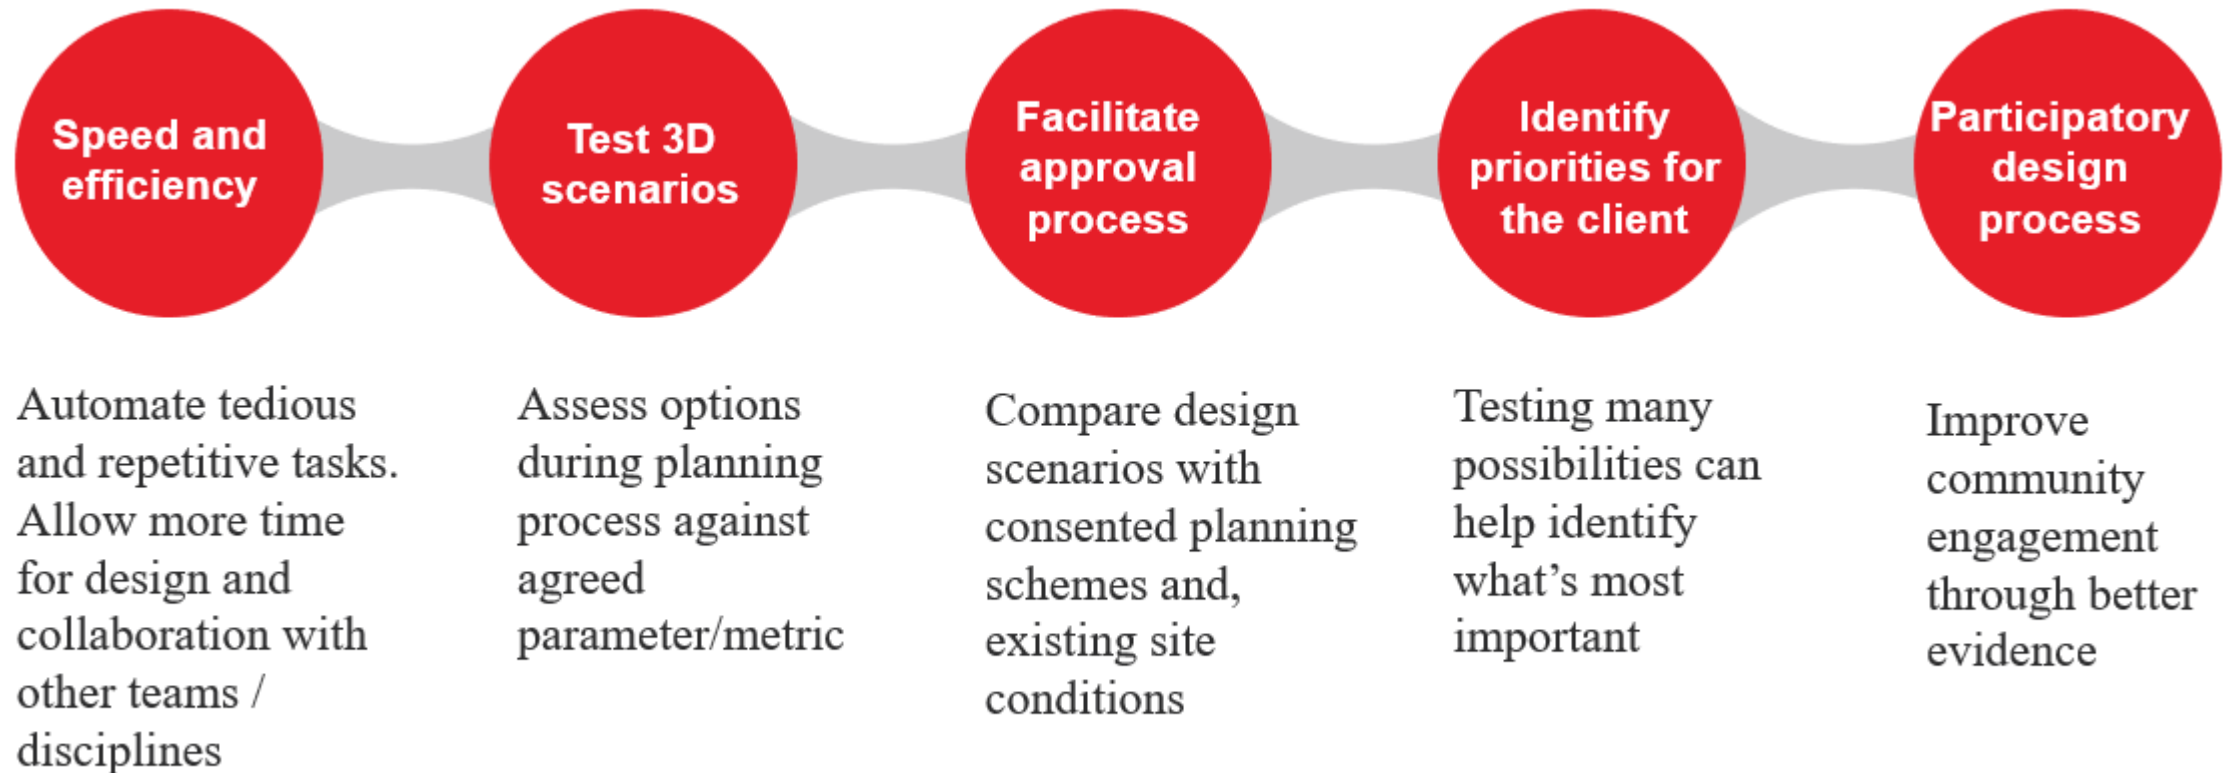 Speed and
efficiency
Automate tedious
and repetitive tasks.
Allow more time
for design and
collaboration with
other teams /
disciplines
Test 3D
scenarios
Assess options
during planning
process against
agreed
parameter/metric
Facilitate
approval
process
Compare design
scenarios with
consented planning
schemes and,
existing site
conditions
Identify
priorities for
the client
Testing many
possibilities can
help identify
what’s most
important
Participatory
design
process
Improve
community
engagement
through better
evidence